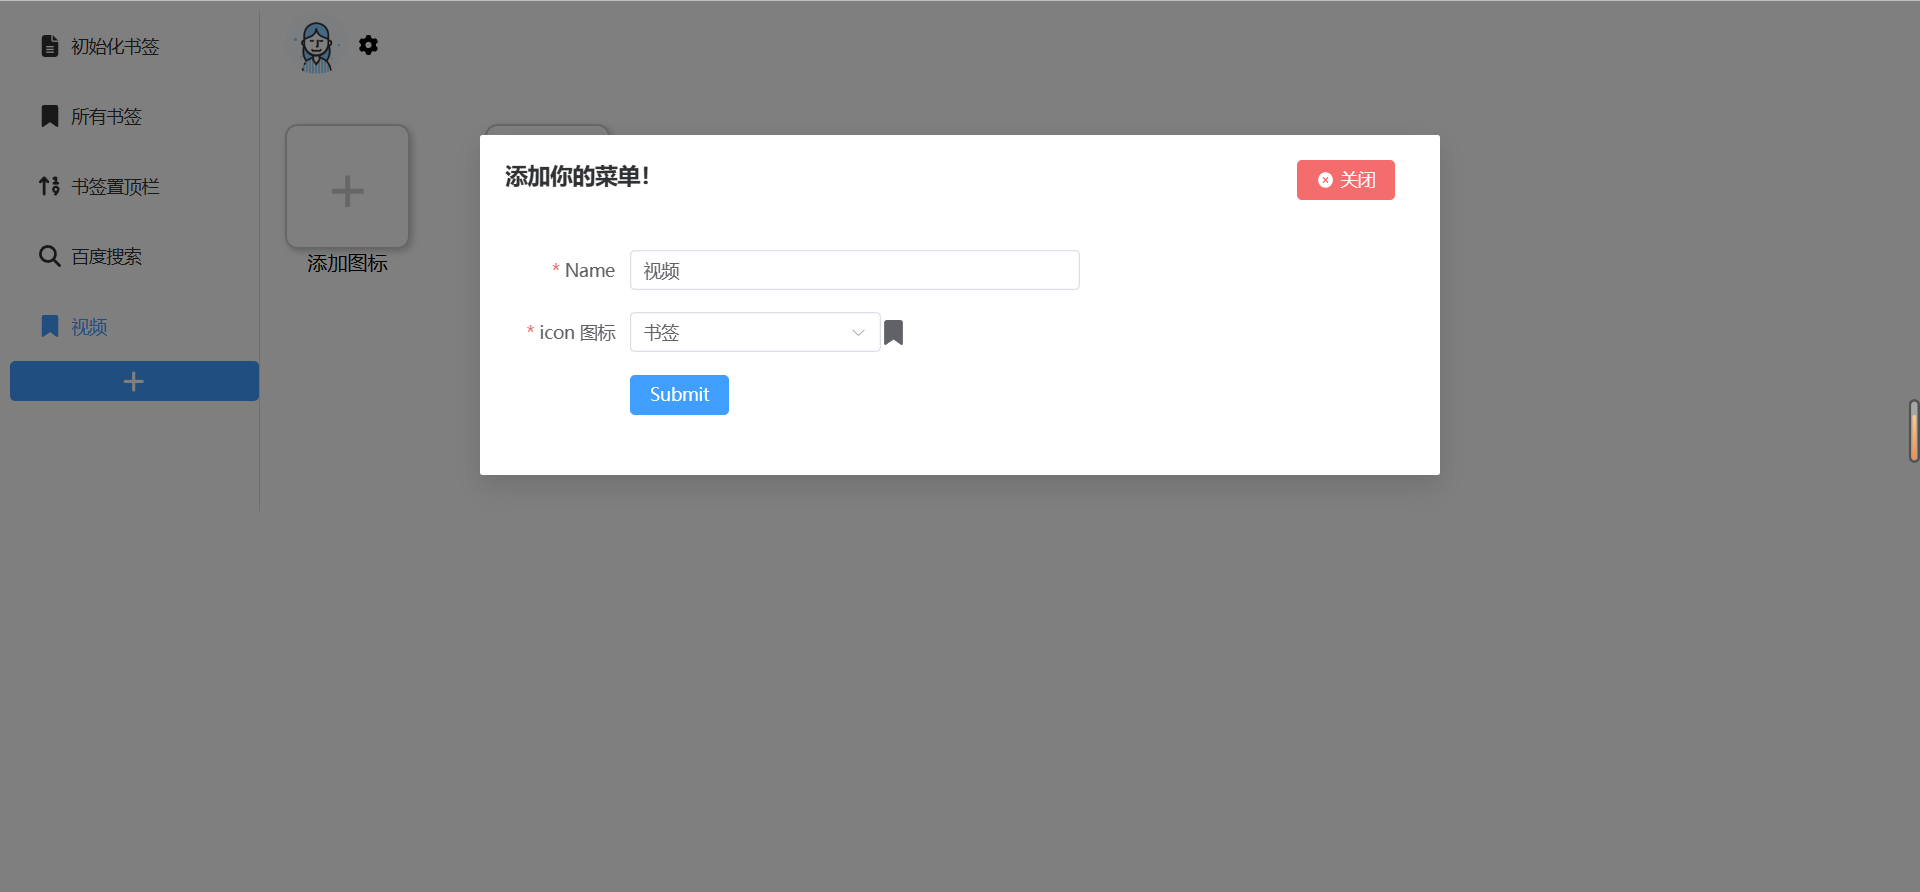 初始化书签
所有书签
书签置顶栏
百度搜索
视频
添加图标
添加你的菜单!
关闭
* Name 视频
* icon 图标 书签
Submit